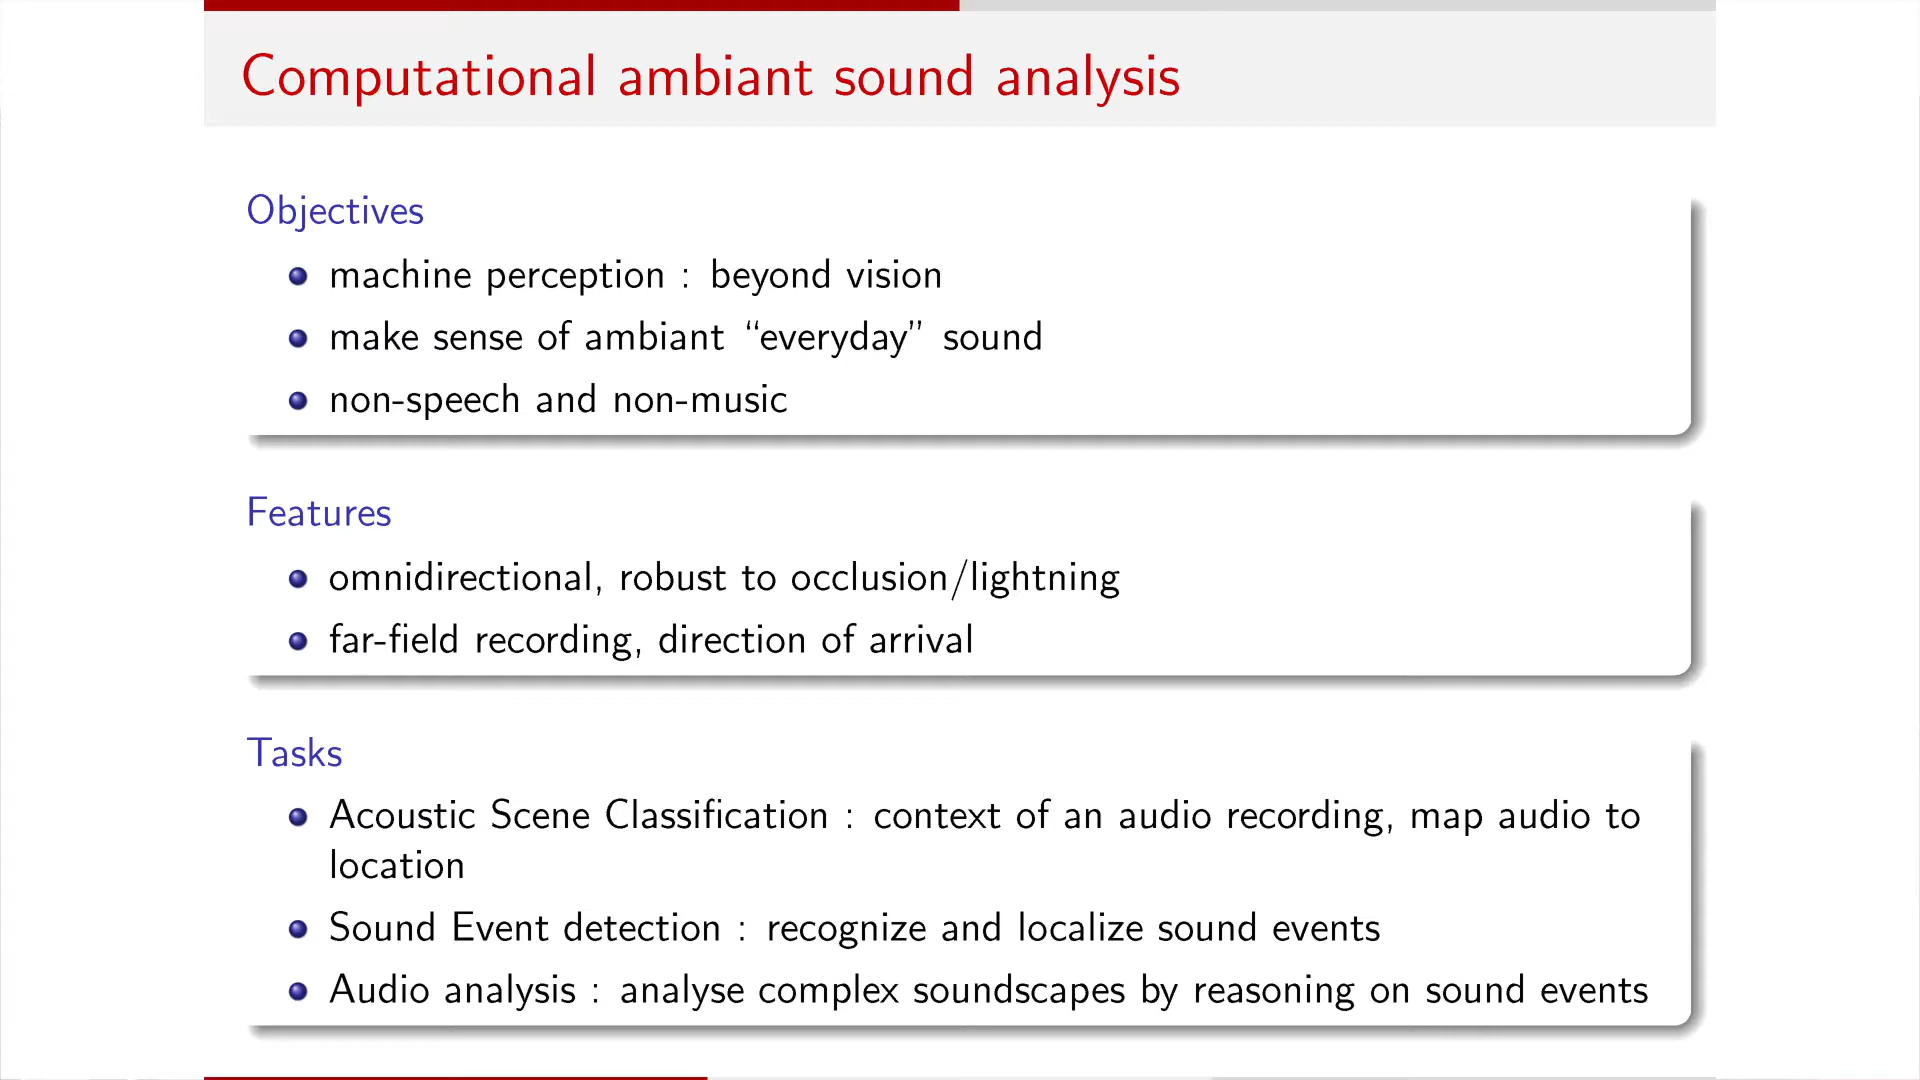 Computational ambiant sound analysis
Objectives
machine perception : beyond vision
make sense of ambiant “everyday” sound
non-speech and non-music
Features
omnidirectional, robust to occlusion/lightning
far-field recording, direction of arrival
Tasks
Acoustic Scene Classification : context of an audio recording, map audio to
location
Sound Event detection : recognize and localize sound events
Audio analysis : analyse complex soundscapes by reasoning on sound events